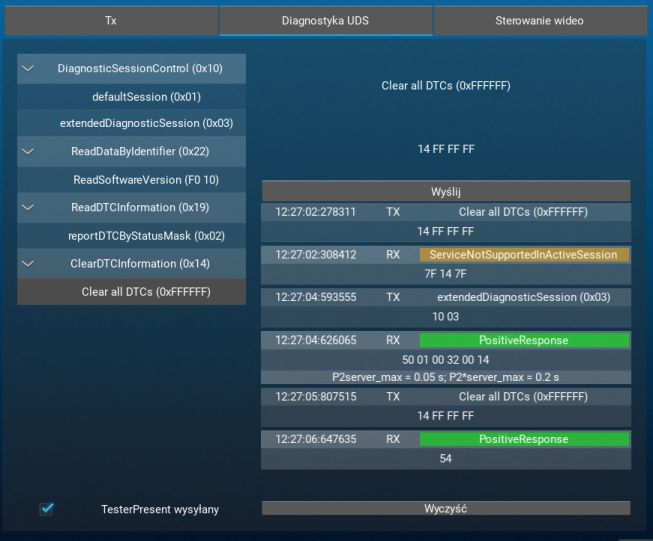 Tx
Diagnostyka UDS
Sterowanie wideo
DiagnosticSessionControl (0x10)
defaultSession (0x01)
extendedDiagnosticSession (0x03)
ReadDataByIdentifier (0x22)
ReadSoftwareVersion (F0 10)
ReadDTCInformation (0x19)
reportDTCByStatusMask (0x02)
ClearDTCInformation (0x14)
Clear all DTCs (0xFFFFFF)
TesterPresent wysyłany
Clear all DTCs (0xFFFFFF)
14 FF FF FF
Wyślij
12:27:02:278311 TX Clear all DTCs (0xFFFFFF)
14 FF FF FF
12:27:02:308412 RX ServiceNotSupportedInActiveSession
7F 14 7F
12:27:04:593555 TX extendedDiagnosticSession (0x03)
10 03
12:27:04:626065 RX PositiveResponse
50 01 00 32 00 14
P2server_max = 0.05 s; P2*server_max = 0.2 s
12:27:05:807515 TX Clear all DTCs (0xFFFFFF)
14 FF FF FF
12:27:06:647635 RX PositiveResponse
54
Wyczyść